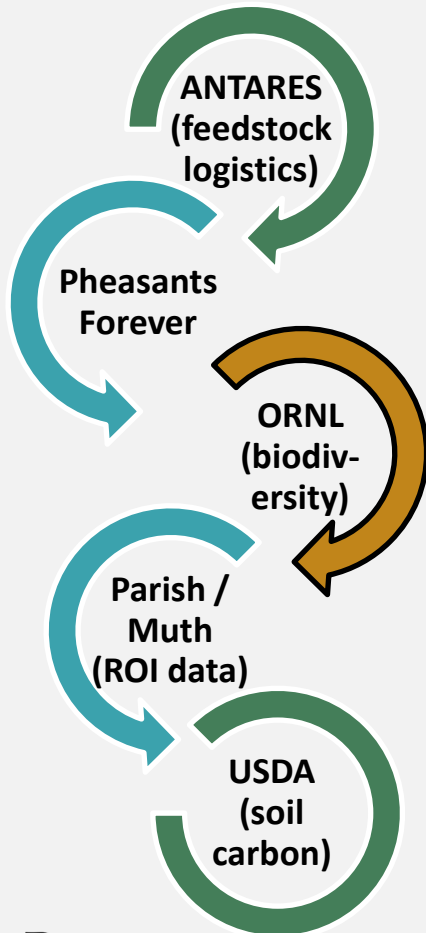 ANTARES
(feedstock
logistics)
Pheasants
Forever
ORNL
(biodiv-
ersity)
Parish /
Muth
(ROI data)
USDA
(soil
carbon)